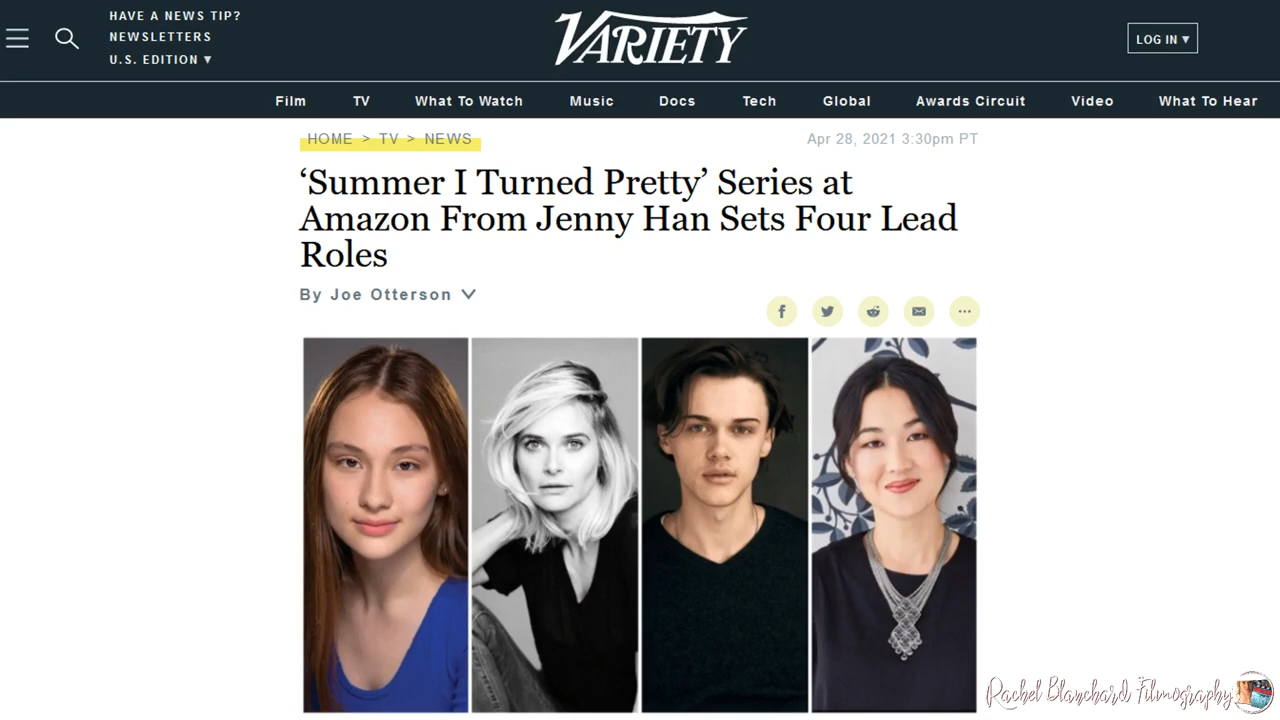 HAVE A NEWS TIP?
NEWSLETTERS
U.S. EDITION ▼
VARIETY
LOG IN ▼
Film TV What To Watch Music Docs Tech Global Awards Circuit Video What To Hear
HOME > TV > NEWS Apr 28, 2021 3:30pm PT
‘Summer I Turned Pretty’ Series at
Amazon From Jenny Han Sets Four Lead
Roles
By Joe Otterson
Rachel Blanchard Filmography